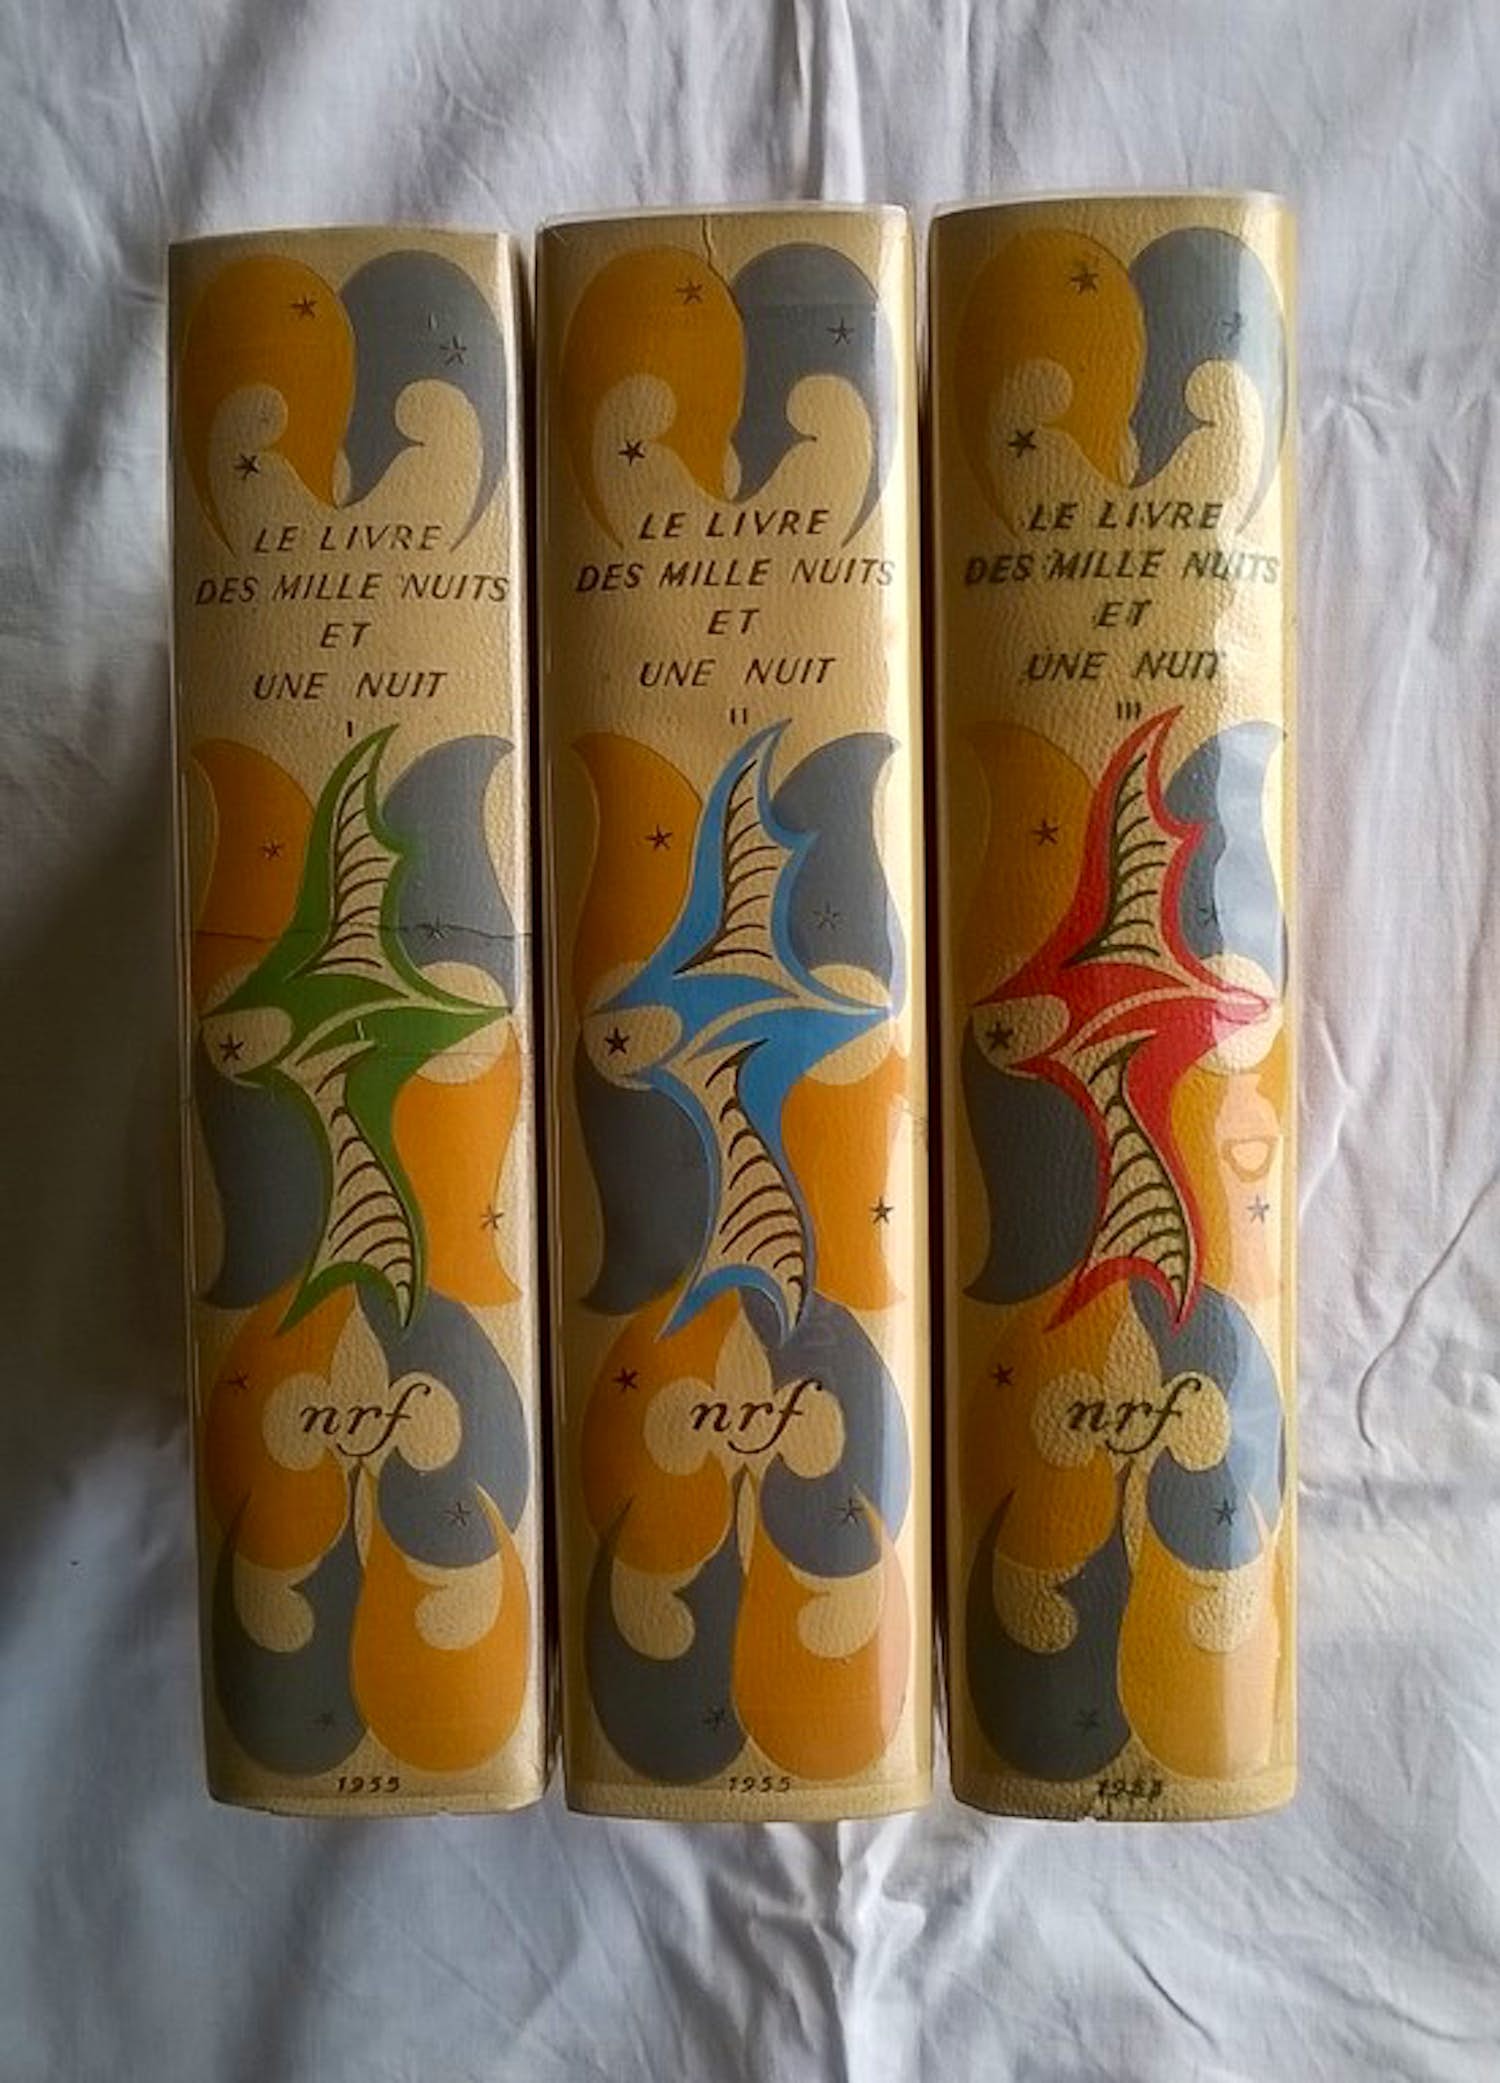 LE LIVRE
DES MILLE NUITS
ET
UNE NUIT
I
nrf
1955
LE LIVRE
DES MILLE NUITS
ET
UNE NUIT
II
nrf
1955
LE LIVRE
DES MILLE NUITS
ET
UNE NUIT
III
nrf